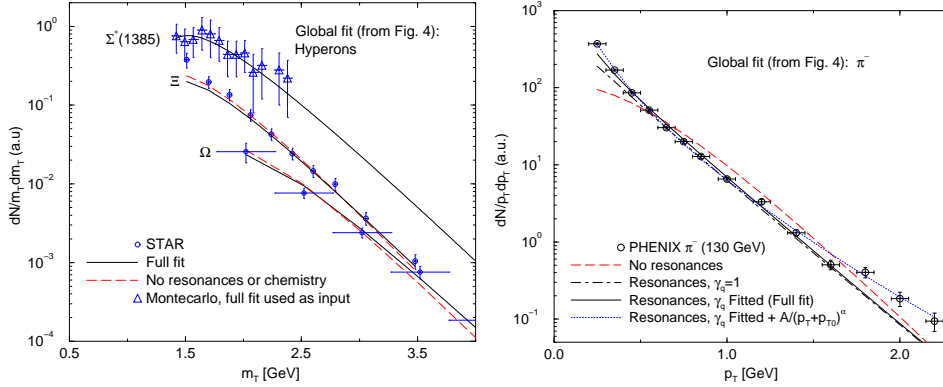 Global fit (from Fig. 4):
Hyperons
Σ*(1385)
Ξ
Ω
STAR
Full fit
No resonances or chemistry
Montecarlo, full fit used as input
dN/m_T dm_T (a.u)
10^0
10^-1
10^-2
10^-3
10^-4
0.5 1.5 2.5 3.5
m_T [GeV]
Global fit (from Fig. 4): π^-
PHENIX π^- (130 GeV)
No resonances
Resonances, γ_q=1
Resonances, γ_q Fitted (Full fit)
Resonances, γ_q Fitted + A/(p_T+p_T0)^α
dN/p_T dp_T (a.u.)
10^3
10^2
10^1
10^0
10^-1
0.0 1.0 2.0
p_T [GeV]